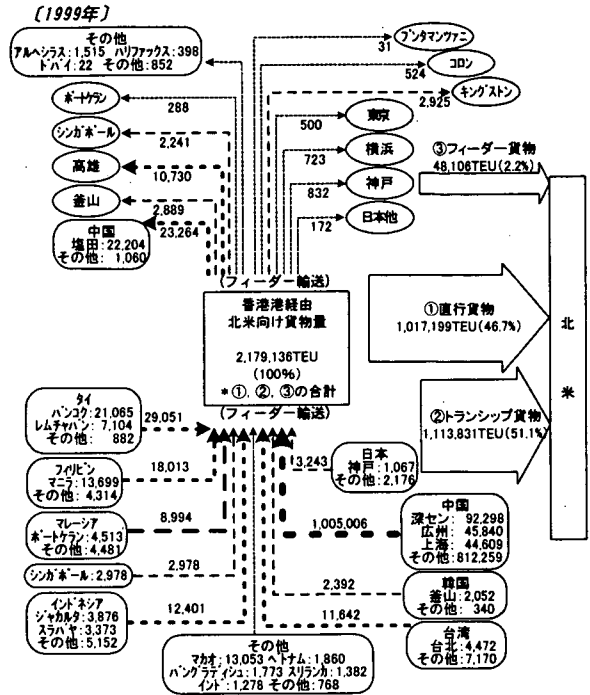 〔1999年〕
その他
アルヘシラス:1,515 ハリファックス:398
ドバイ:22 その他:852
31
プンタマンツァニ
524
コロン
2,925
キングストン
ポートケラン
288
シンガポール
2,241
高雄
10,730
釜山
2,889
23,264
中国
塩田:22,204
その他: 1,060
500
東京
723
横浜
832
神戸
172
日本他
③フィーダー貨物
48,106TEU(2.2%)
(フィーダー輸送)
香港港経由
北米向け貨物量
2,179,136TEU
(100%)
*①,②,③の合計
(フィーダー輸送)
①直行貨物
1,017,199TEU(46.7%)
②トランシップ貨物
1,113,831TEU(51.1%)
北
米
タイ
バンコク:21,065
レムチャバン: 7,104
その他: 882
29,051
フィリピン
マニラ:13,699
その他: 4,314
18,013
マレーシア
ポートケラン:4,513
その他:4,481
8,994
シンガポール:2,978
2,978
インドネシア
ジャカルタ:3,876
スラバヤ:3,373
その他:5,152
12,401
3,243
日本
神戸:1,067
その他:2,176
1,005,006
中国
深セン: 92,298
広州: 45,840
上海: 44,609
その他:812,259
2,392
韓国
釜山:2,052
その他: 340
11,642
台湾
台北:4,472
その他:7,170
その他
マカオ:13,053 ベトナム:1,860
バングラディシュ:1,773 スリランカ:1,382
インド:1,278 その他:768